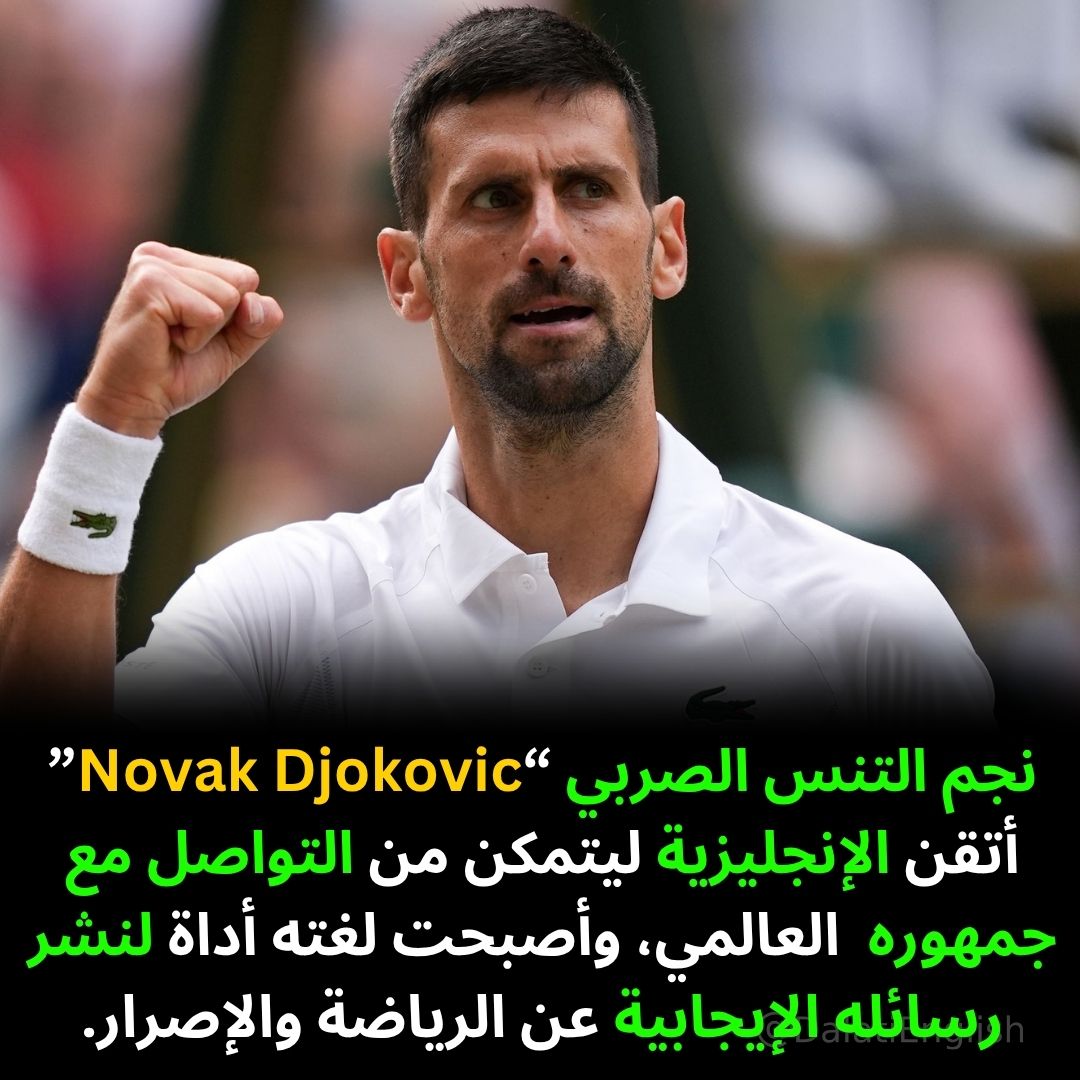 نجم التنس الصربي “Novak Djokovic”
أتقن الإنجليزية ليتمكن من التواصل مع
جمهوره العالمي، وأصبحت لغته أداة لنشر
رسائله الإيجابية عن الرياضة والإصرار.
@DalatiEnglish